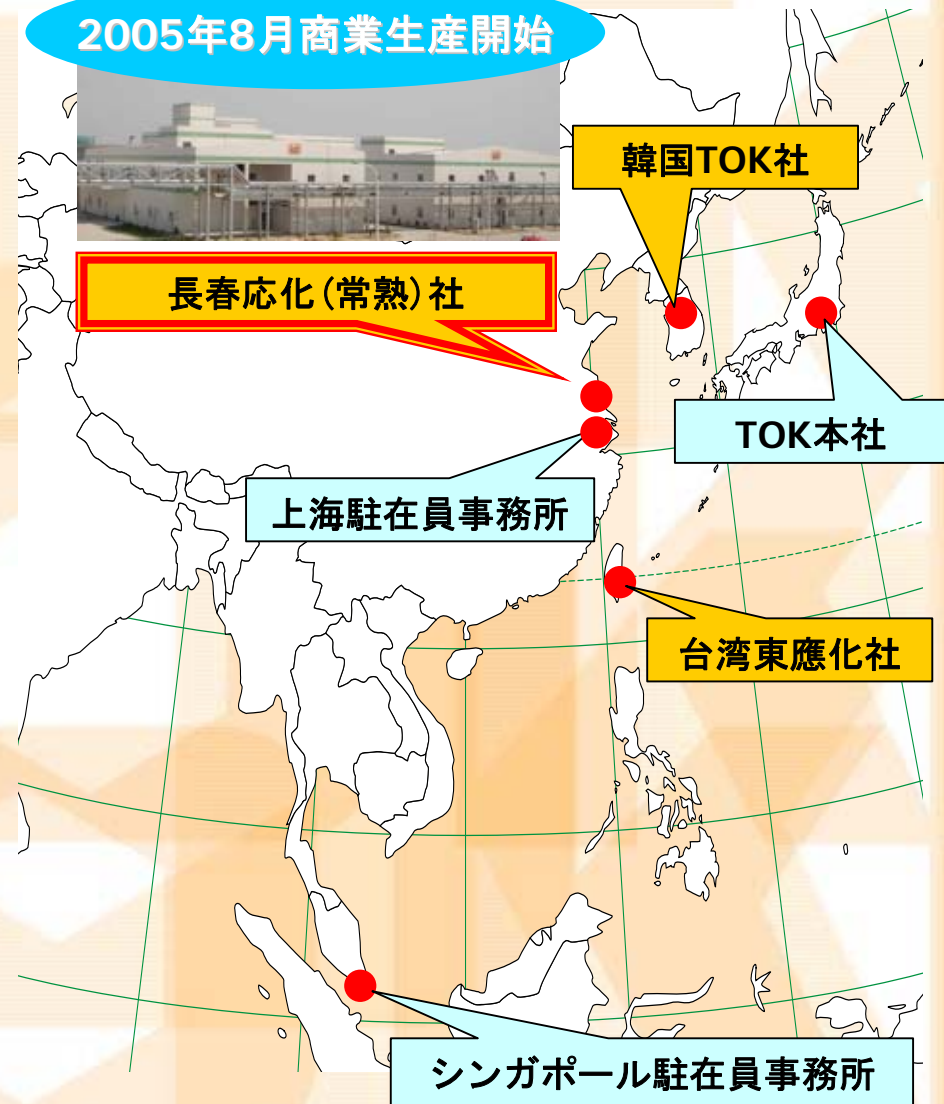 2005年8月商業生産開始
韓国TOK社
長春応化（常熟）社
TOK本社
上海駐在員事務所
台湾東應化社
シンガポール駐在員事務所